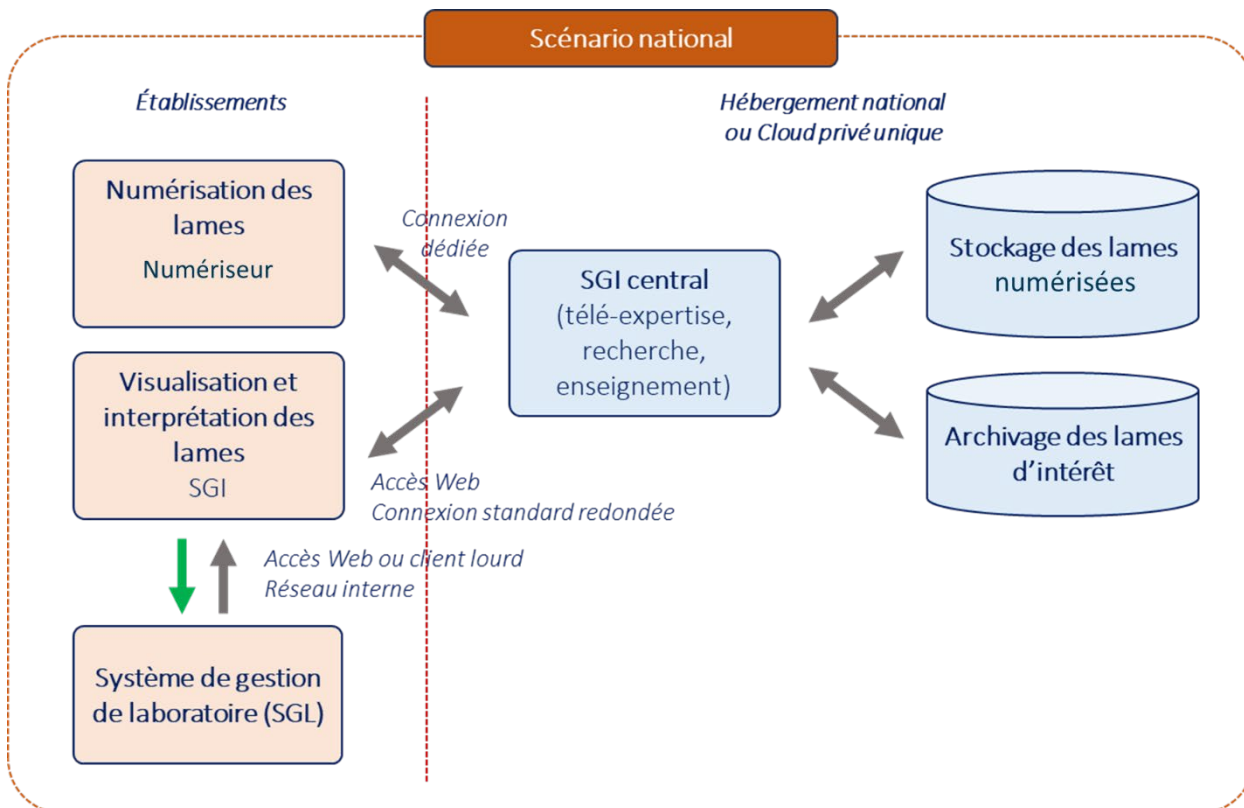 Scénario national
Établissements
Hébergement national
ou Cloud privé unique
Numérisation des
lames
Numériseur
Connexion
dédiée
SGI central
(télé-expertise,
recherche,
enseignement)
Stockage des lames
numérisées
Visualisation et
interprétation des
lames
SGI
Archivage des lames
d'intérêt
Accès Web
Connexion standard redondée
Accès Web ou client lourd
Réseau interne
Système de gestion
de laboratoire (SGL)